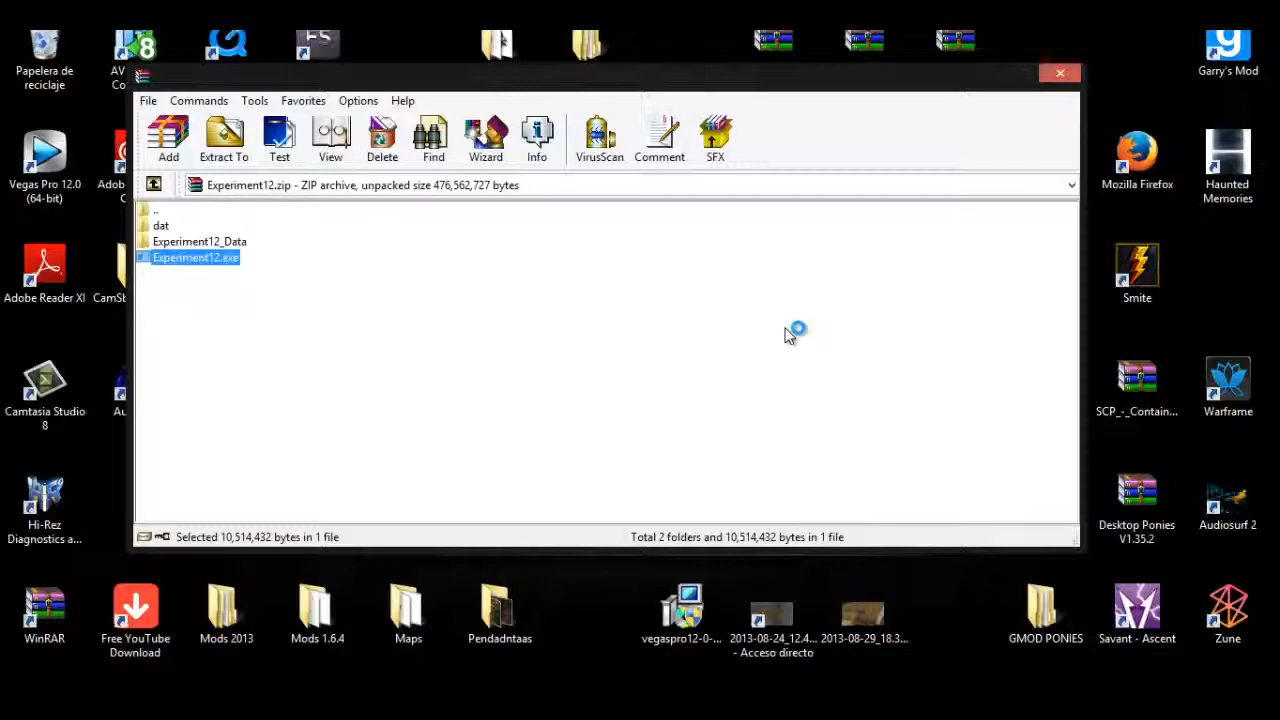 Papelera de
reciclaje
AV
Co
Garry's Mod
File Commands Tools Favorites Options Help
Add Extract To Test View Delete Find Wizard Info VirusScan Comment SFX
Experiment12.zip - ZIP archive, unpacked size 476,562,727 bytes
..
dat
Experiment12_Data
Experiment12.exe
Selected 10,514,432 bytes in 1 file
Total 2 folders and 10,514,432 bytes in 1 file
Vegas Pro 12.0
(64-bit)
Adob
C
Mozilla Firefox
Haunted
Memories
Adobe Reader XI
CamSt
Smite
Camtasia Studio
8
Au
SCP_-_Contain...
Warframe
Hi-Rez
Diagnostics a...
Desktop Ponies
V1.35.2
Audiosurf 2
WinRAR
Free YouTube
Download
Mods 2013
Mods 1.6.4
Maps
Pendadntaas
vegaspro12-0-...
2013-08-24_12.4...
- Acceso directo
2013-08-29_18.3...
GMOD PONIES
Savant - Ascent
Zune